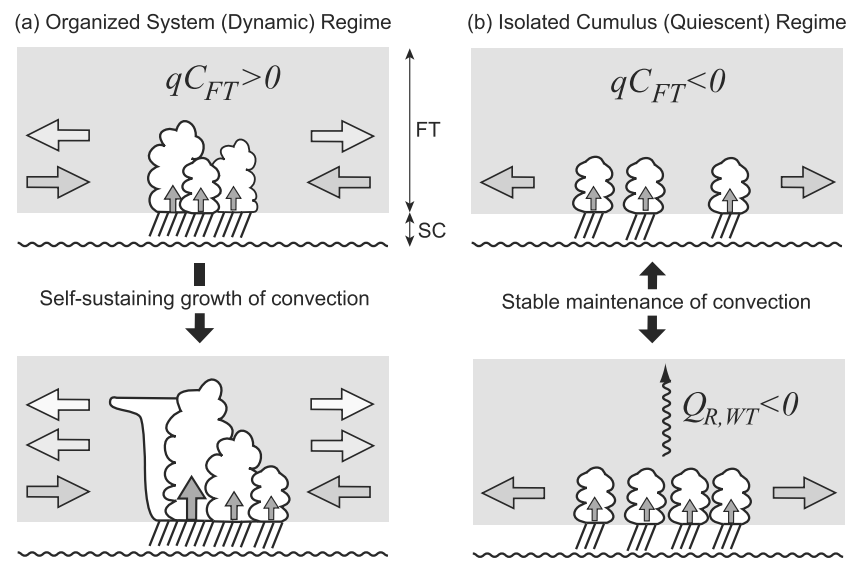 (a) Organized System (Dynamic) Regime
(b) Isolated Cumulus (Quiescent) Regime
qC_FT>0
FT
qC_FT<0
SC
Self-sustaining growth of convection
Stable maintenance of convection
Q_R,WT<0